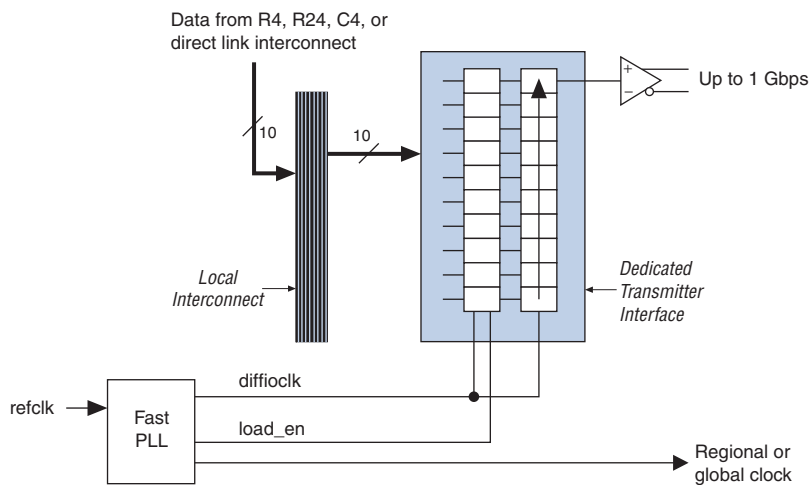 Data from R4, R24, C4, or
direct link interconnect
10
10
+
−
Up to 1 Gbps
Local
Interconnect
Dedicated
Transmitter
Interface
diffioclk
refclk
Fast
PLL
load_en
Regional or
global clock